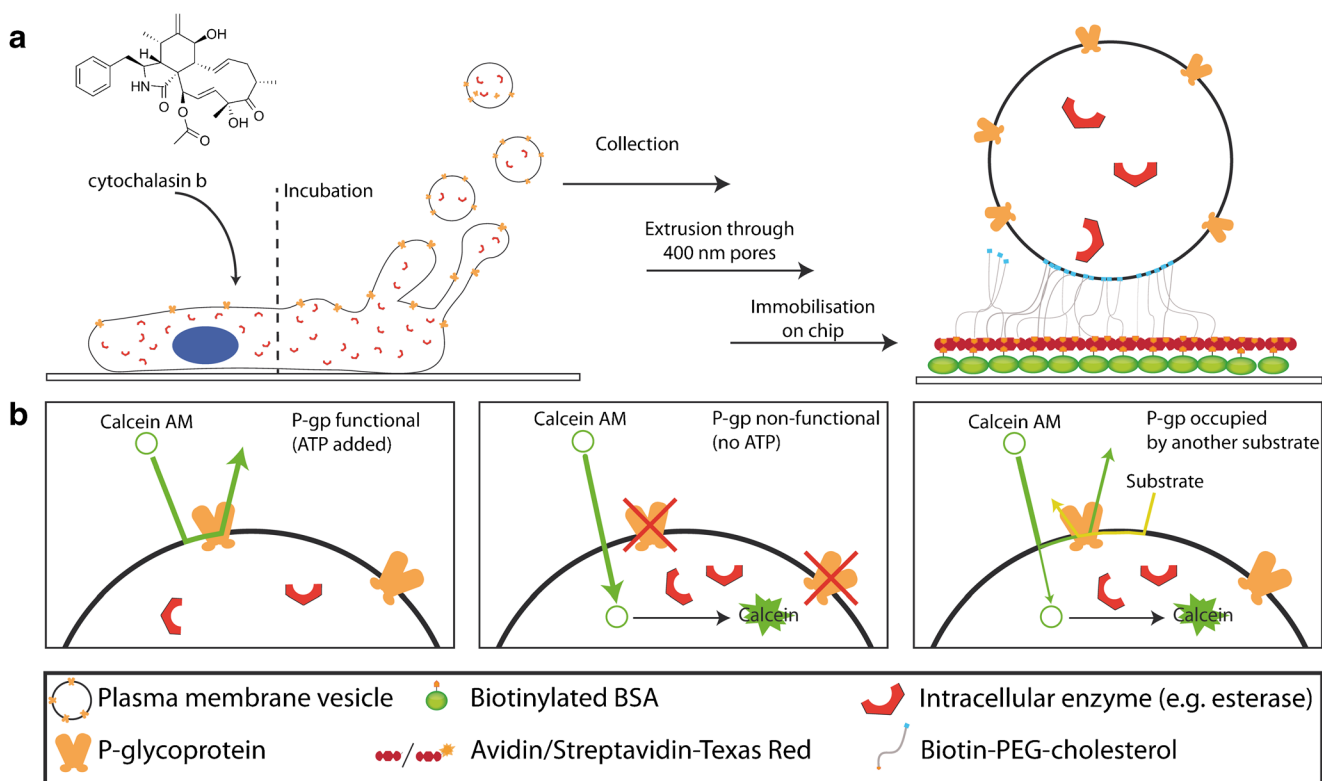 a
OH
H
HN
O
O
OH
O
O
cytochalasin b
Incubation
Collection
Extrusion through
400 nm pores
Immobilisation
on chip
b
Calcein AM
P-gp functional
(ATP added)
Calcein AM
P-gp non-functional
(no ATP)
Calcein
Calcein AM
P-gp occupied
by another substrate
Substrate
Calcein
Plasma membrane vesicle
Biotinylated BSA
Intracellular enzyme (e.g. esterase)
P-glycoprotein
/
Avidin/Streptavidin-Texas Red
Biotin-PEG-cholesterol